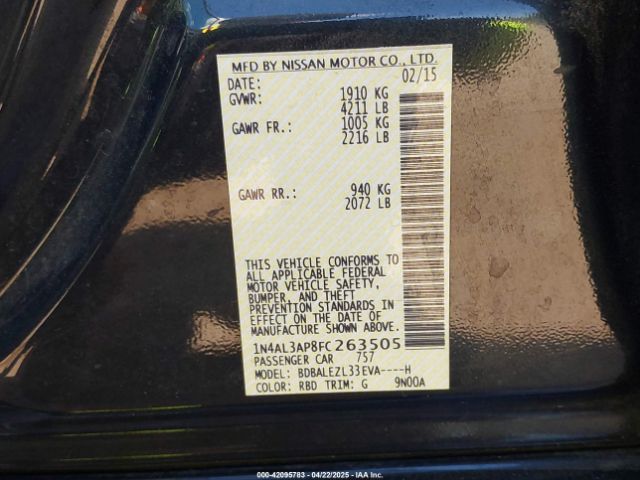 MFD BY NISSAN MOTOR CO., LTD.
DATE: 02/15
GVWR: 1910 KG
4211 LB
GAWR FR.: 1005 KG
2216 LB
GAWR RR.: 940 KG
2072 LB
THIS VEHICLE CONFORMS TO
ALL APPLICABLE FEDERAL
MOTOR VEHICLE SAFETY,
BUMPER, AND THEFT
PREVENTION STANDARDS IN
EFFECT ON THE DATE OF
MANUFACTURE SHOWN ABOVE.
1N4AL3AP8FC263505
PASSENGER CAR 757
MODEL: BDBALEZL33EVA----H
COLOR: RBD TRIM: G 9N00A
000-42095783 - 04/22/2025 - IAAI.COM